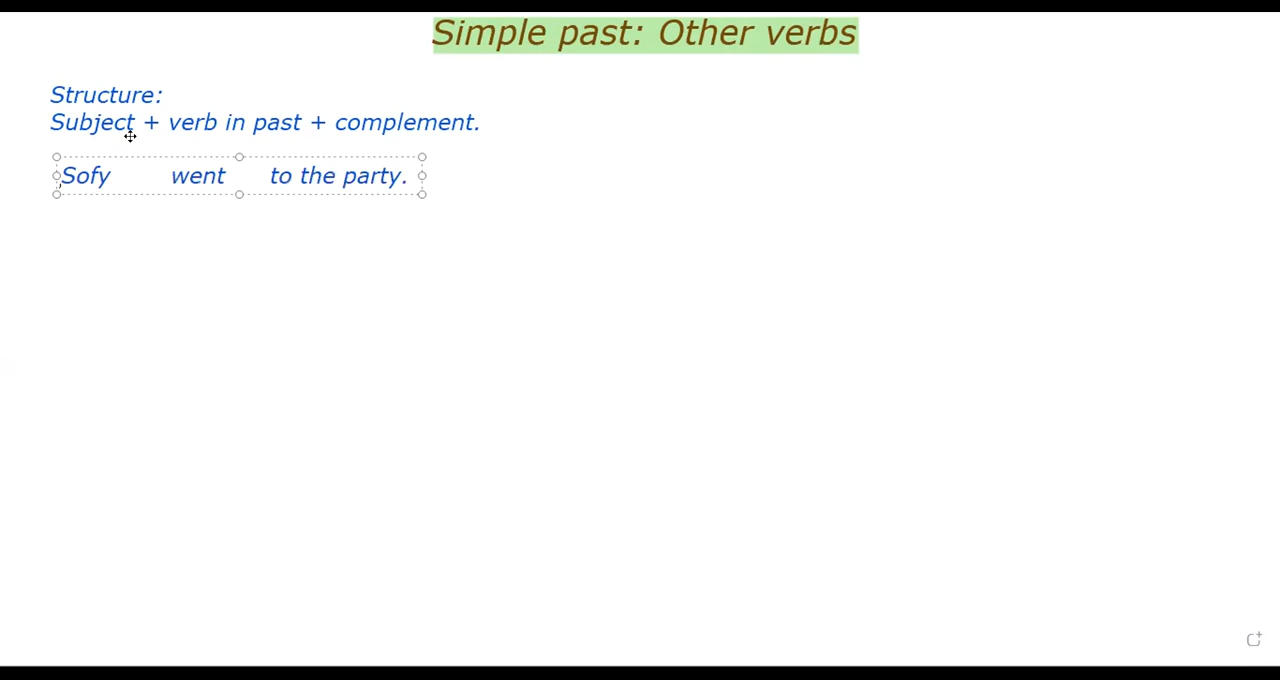 Simple past: Other verbs
Structure:
Subject + verb in past + complement.
Sofy went to the party.